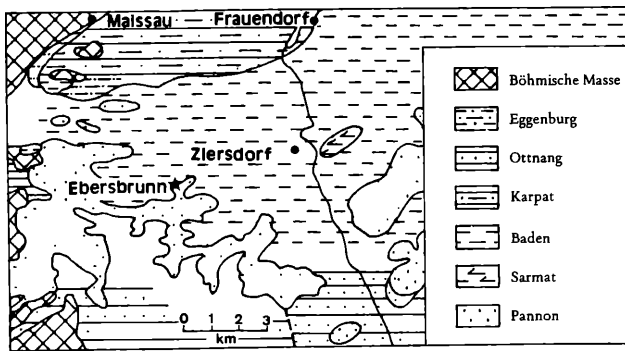 Maissau
Frauendorf
Ziersdorf
Ebersbrunn
0 1 2 3
km
Böhmische Masse
Eggenburg
Ottnang
Karpat
Baden
Sarmat
Pannon